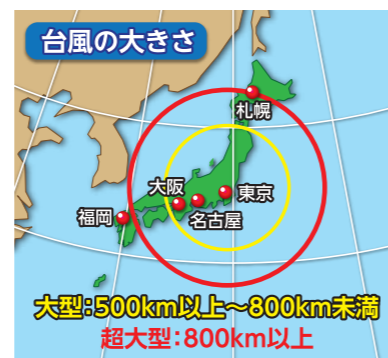 台風の大きさ
札幌
大阪
東京
福岡
名古屋
大型:500km以上~800km未満
超大型:800km以上